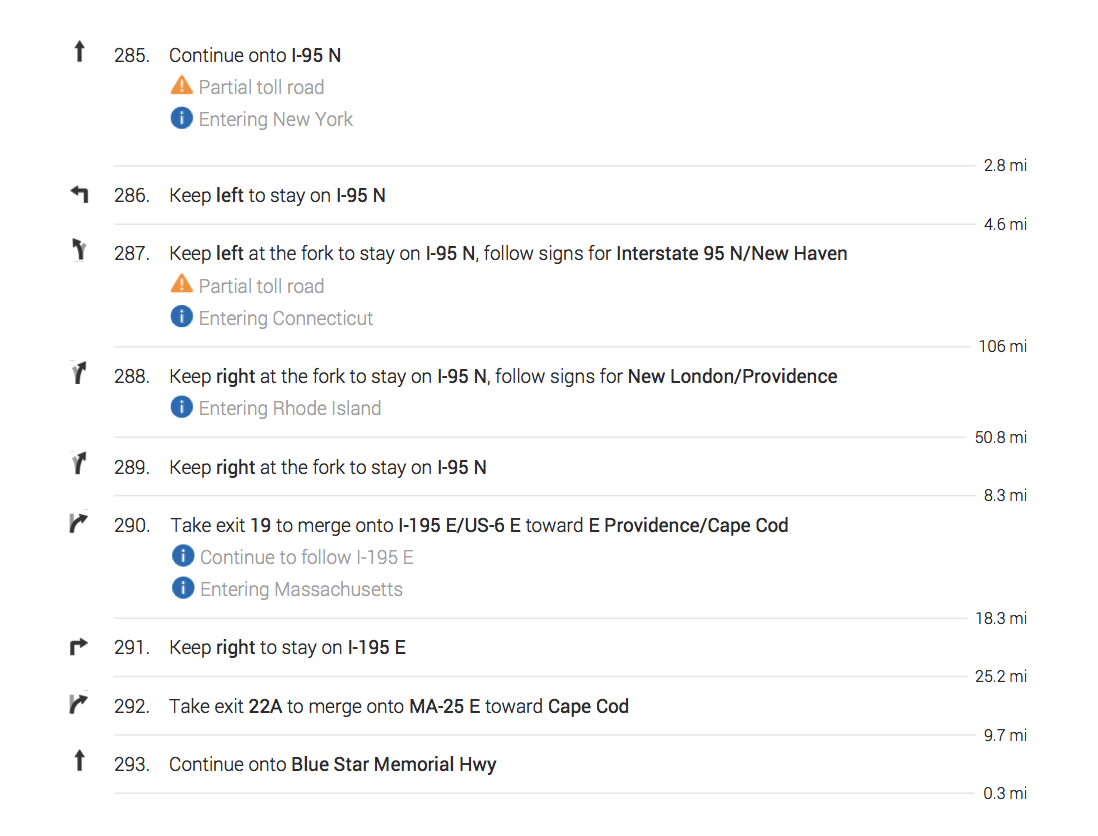 285. Continue onto I-95 N
Partial toll road
Entering New York
2.8 mi
286. Keep left to stay on I-95 N
4.6 mi
287. Keep left at the fork to stay on I-95 N, follow signs for Interstate 95 N/New Haven
Partial toll road
Entering Connecticut
106 mi
288. Keep right at the fork to stay on I-95 N, follow signs for New London/Providence
Entering Rhode Island
50.8 mi
289. Keep right at the fork to stay on I-95 N
8.3 mi
290. Take exit 19 to merge onto I-195 E/US-6 E toward E Providence/Cape Cod
Continue to follow I-195 E
Entering Massachusetts
18.3 mi
291. Keep right to stay on I-195 E
25.2 mi
292. Take exit 22A to merge onto MA-25 E toward Cape Cod
9.7 mi
293. Continue onto Blue Star Memorial Hwy
0.3 mi